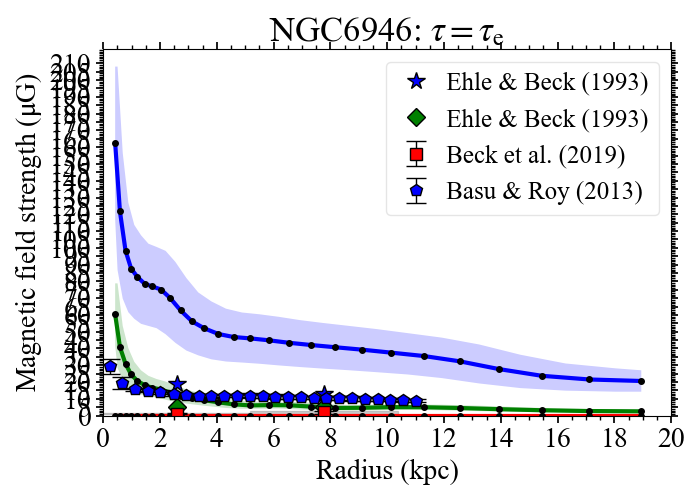 NGC6946: τ = τe
Magnetic field strength (μG)
210
200
190
180
170
160
150
140
130
120
110
100
90
80
70
60
50
40
30
20
10
0
Ehle & Beck (1993)
Ehle & Beck (1993)
Beck et al. (2019)
Basu & Roy (2013)
0 2 4 6 8 10 12 14 16 18 20
Radius (kpc)